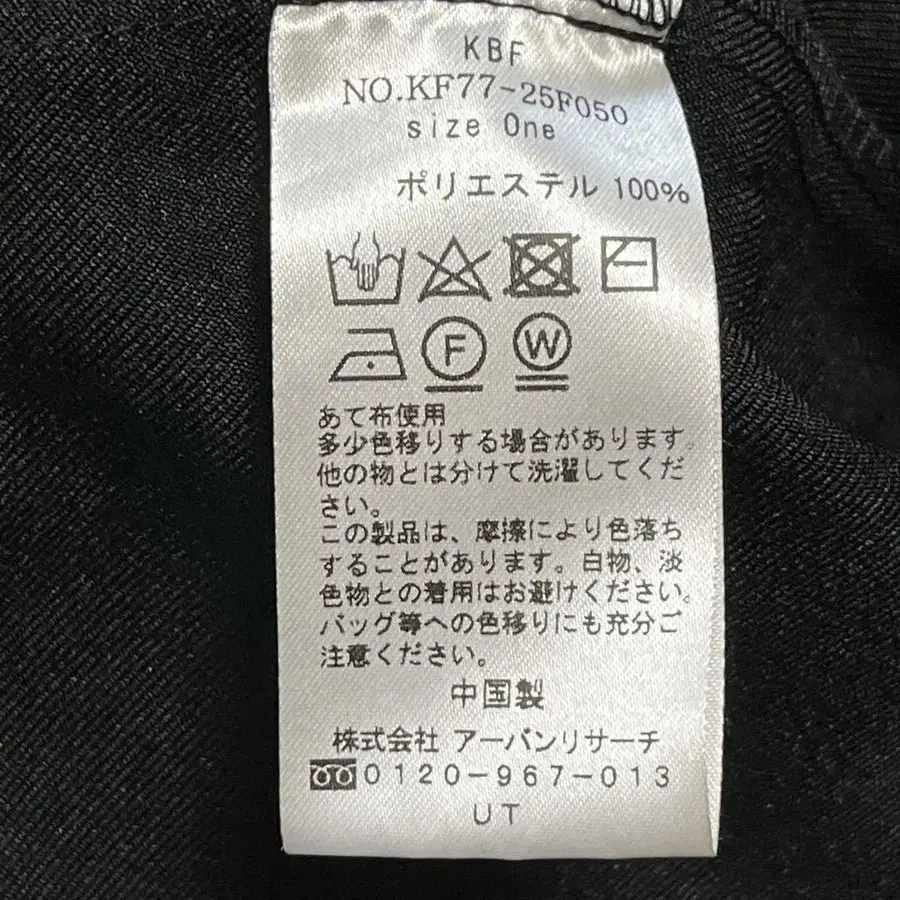 KBF
NO.KF77-25F050
size One
ポリエステル 100%
F
W
あて布使用
多少色移りする場合があります。
他の物とは分けて洗濯してくだ
さい。
この製品は、摩擦により色落ち
することがあります。白物、淡
色物との着用はお避けください。
バッグ等への色移りにも充分ご
注意ください。
中国製
株式会社 アーバンリサーチ
0120-967-013
UT